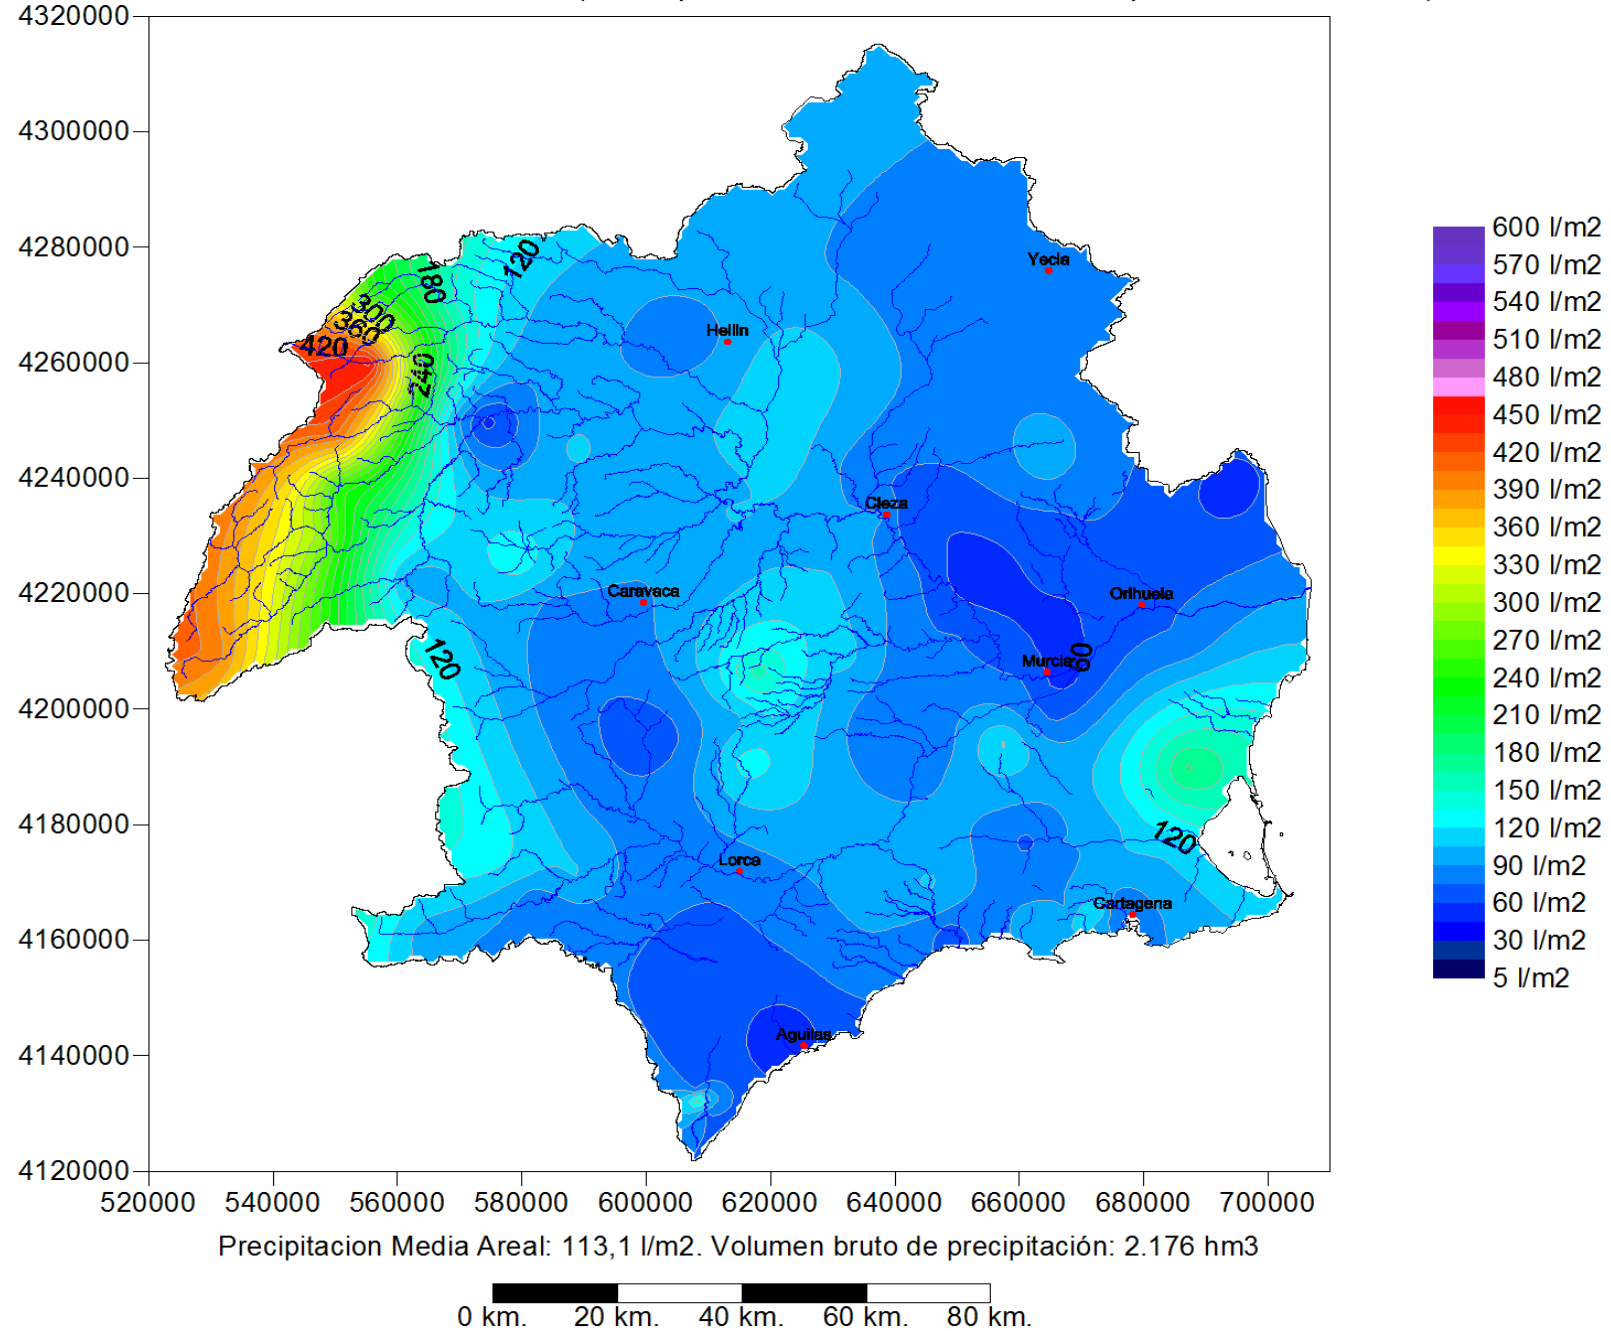 4320000
4300000
4280000
4260000
4240000
4220000
4200000
4180000
4160000
4140000
4120000
520000 540000 560000 580000 600000 620000 640000 660000 680000 700000
120
180
300
360
420
240
Yecla
Hellin
Cieza
Caravaca
Orihuela
60
Murcia
120
120
Lorca
Cartagena
Aguilas
600 l/m2
570 l/m2
540 l/m2
510 l/m2
480 l/m2
450 l/m2
420 l/m2
390 l/m2
360 l/m2
330 l/m2
300 l/m2
270 l/m2
240 l/m2
210 l/m2
180 l/m2
150 l/m2
120 l/m2
90 l/m2
60 l/m2
30 l/m2
5 l/m2
Precipitacion Media Areal: 113,1 l/m2. Volumen bruto de precipitación: 2.176 hm3
0 km. 20 km. 40 km. 60 km. 80 km.